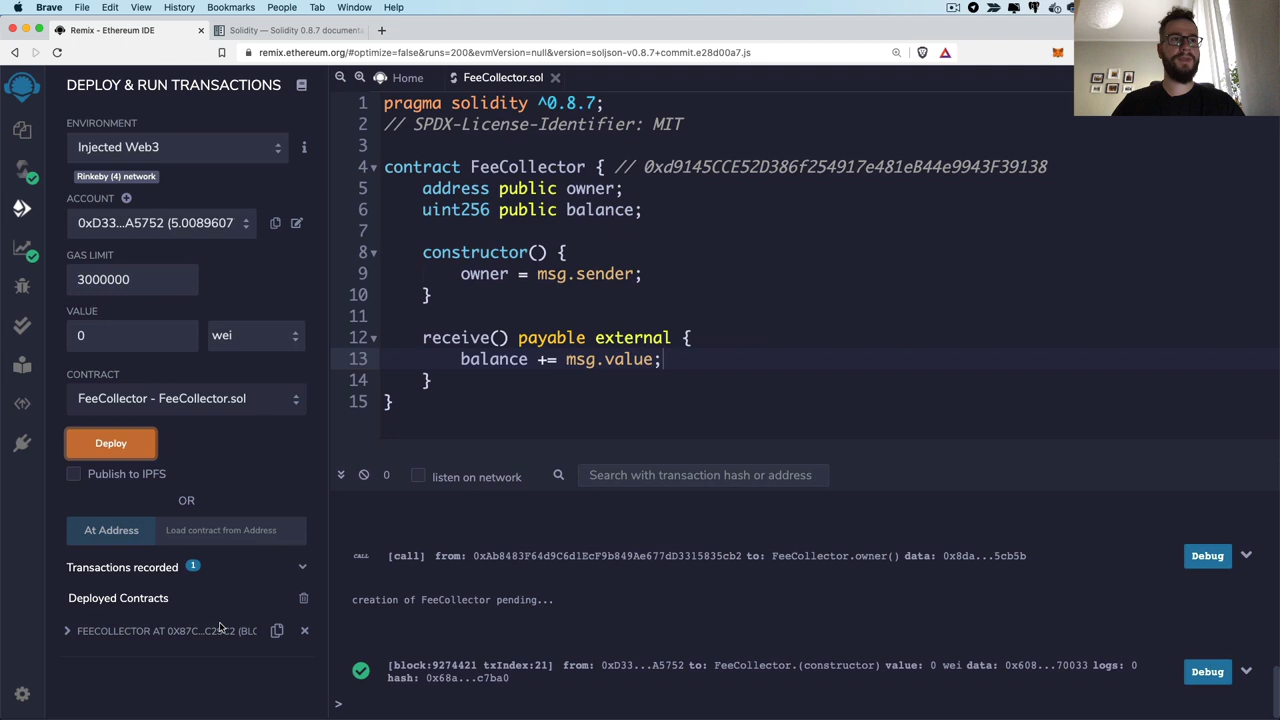 Brave File Edit View History Bookmarks People Tab Window Help
Remix - Ethereum IDE
Solidity — Solidity 0.8.7 documenta
remix.ethereum.org/#optimize=false&runs=200&evmVersion=null&version=soljson-v0.8.7+commit.e28d00a7.js
DEPLOY & RUN TRANSACTIONS
ENVIRONMENT
Injected Web3
Rinkeby (4) network
ACCOUNT
0xD33...A5752 (5.0089607
GAS LIMIT
3000000
VALUE
0 wei
CONTRACT
FeeCollector - FeeCollector.sol
Deploy
Publish to IPFS
OR
At Address Load contract from Address
Transactions recorded 1
Deployed Contracts
FEECOLLECTOR AT 0X87C...C29C2 (BLO
Home FeeCollector.sol
1 pragma solidity ^0.8.7;
2 // SPDX-License-Identifier: MIT
3
4 contract FeeCollector { // 0xd9145CCE52D386f254917e481eB44e9943F39138
5 address public owner;
6 uint256 public balance;
7
8 constructor() {
9 owner = msg.sender;
10 }
11
12 receive() payable external {
13 balance += msg.value;
14 }
15 }
0 listen on network Search with transaction hash or address
CALL [call] from: 0xAb8483F64d9C6d1EcF9b849Ae677dD3315835cb2 to: FeeCollector.owner() data: 0x8da...5cb5b Debug
creation of FeeCollector pending...
[block:9274421 txIndex:21] from: 0xD33...A5752 to: FeeCollector.(constructor) value: 0 wei data: 0x608...70033 logs: 0 Debug
hash: 0x68a...c7ba0
>